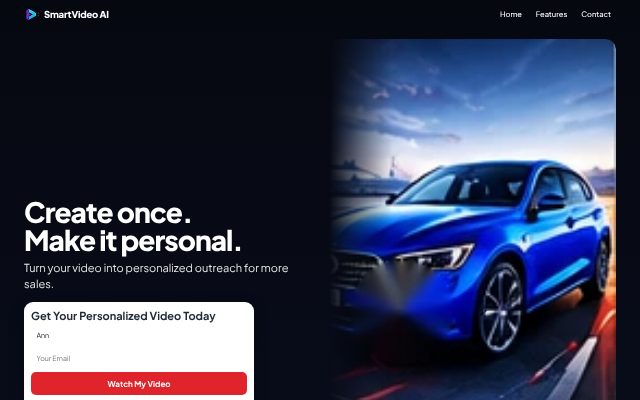 SmartVideo AI
Home Features Contact
Create once.
Make it personal.
Turn your video into personalized outreach for more
sales.
Get Your Personalized Video Today
Ann
Your Email
Watch My Video